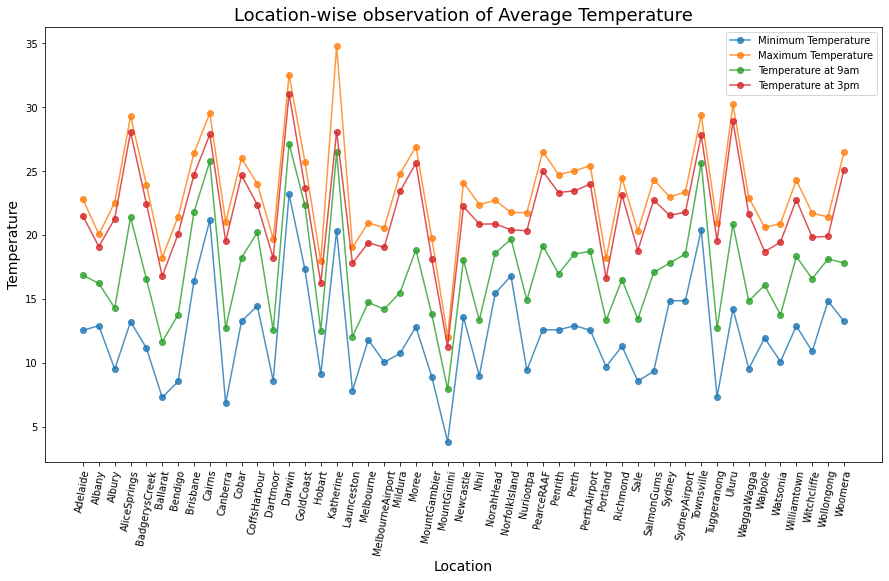 Location-wise observation of Average Temperature
Minimum Temperature
Maximum Temperature
Temperature at 9am
Temperature at 3pm
Temperature
35
30
25
20
15
10
5
Adelaide
Albany
Albury
AliceSprings
BadgerysCreek
Ballarat
Bendigo
Brisbane
Cairns
Canberra
Cobar
CoffsHarbour
Dartmoor
Darwin
GoldCoast
Hobart
Katherine
Launceston
Melbourne
MelbourneAirport
Mildura
Moree
MountGambier
MountGinini
Newcastle
Nhil
NorahHead
NorfolkIsland
Nuriootpa
PearceRAAF
Penrith
Perth
PerthAirport
Portland
Richmond
Sale
SalmonGums
Sydney
SydneyAirport
Townsville
Tuggeranong
Uluru
WaggaWagga
Walpole
Watsonia
Williamtown
Witchcliffe
Wollongong
Woomera
Location